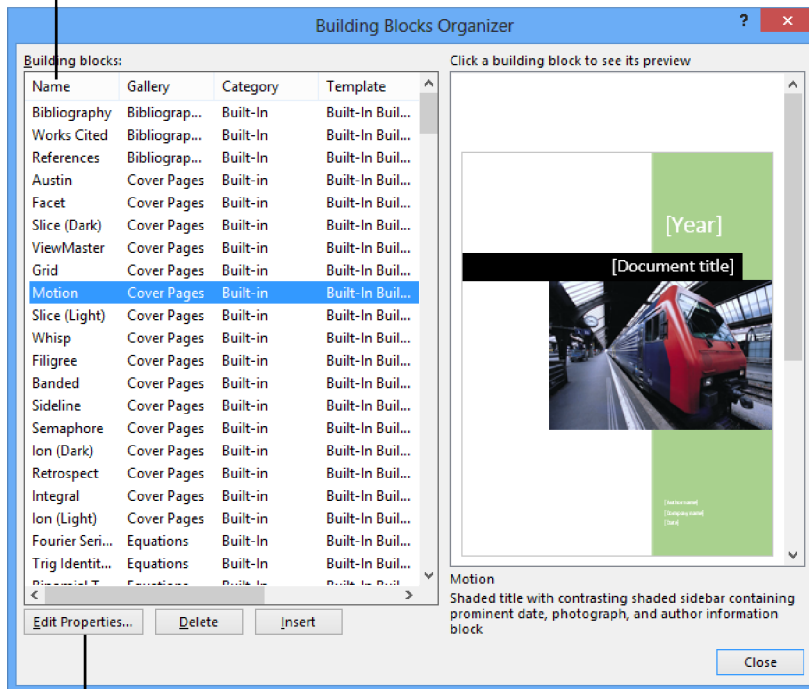 Building Blocks Organizer
?
×
Building blocks:
Name Gallery Category Template
Bibliography Bibliograp... Built-In Built-In Buil...
Works Cited Bibliograp... Built-In Built-In Buil...
References Bibliograp... Built-In Built-In Buil...
Austin Cover Pages Built-in Built-In Buil...
Facet Cover Pages Built-in Built-In Buil...
Slice (Dark) Cover Pages Built-in Built-In Buil...
ViewMaster Cover Pages Built-in Built-In Buil...
Grid Cover Pages Built-in Built-In Buil...
Motion Cover Pages Built-in Built-In Buil...
Slice (Light) Cover Pages Built-in Built-In Buil...
Whisp Cover Pages Built-in Built-In Buil...
Filigree Cover Pages Built-in Built-In Buil...
Banded Cover Pages Built-in Built-In Buil...
Sideline Cover Pages Built-in Built-In Buil...
Semaphore Cover Pages Built-in Built-In Buil...
Ion (Dark) Cover Pages Built-in Built-In Buil...
Retrospect Cover Pages Built-in Built-In Buil...
Integral Cover Pages Built-in Built-In Buil...
Ion (Light) Cover Pages Built-in Built-In Buil...
Fourier Seri... Equations Built-In Built-In Buil...
Trig Identit... Equations Built-In Built-In Buil...
Edit Properties... Delete Insert
Click a building block to see its preview
[Year]
[Document title]
[Author name]
[Company name]
[Date]
Motion
Shaded title with contrasting shaded sidebar containing
prominent date, photograph, and author information
block
Close